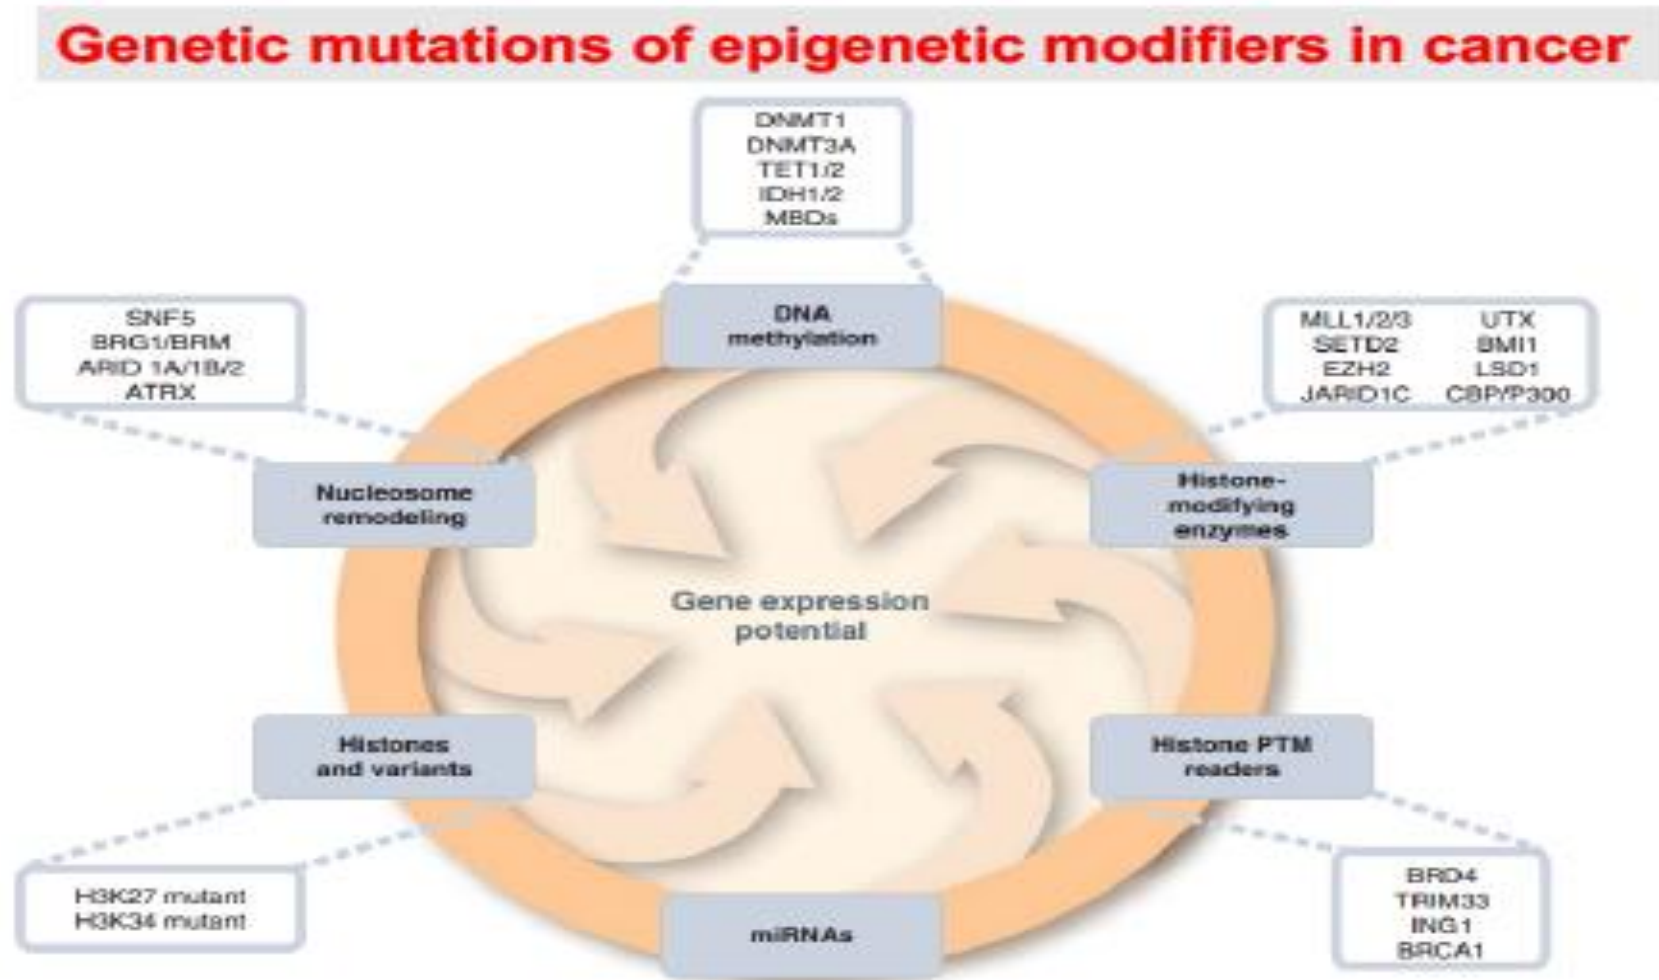 Genetic mutations of epigenetic modifiers in cancer
DNMT1
DNMT3A
TET1/2
IDH1/2
MBDs
DNA
methylation
SNF5
BRG1/BRM
ARID 1A/1B/2
ATRX
Nucleosome
remodeling
MLL1/2/3 UTX
SETD2 BMI1
EZH2 LSD1
JARID1C CBP/P300
Histone-
modifying
enzymes
Gene expression
potential
Histones
and variants
H3K27 mutant
H3K34 mutant
Histone PTM
readers
BRD4
TRIM33
ING1
BRCA1
miRNAs